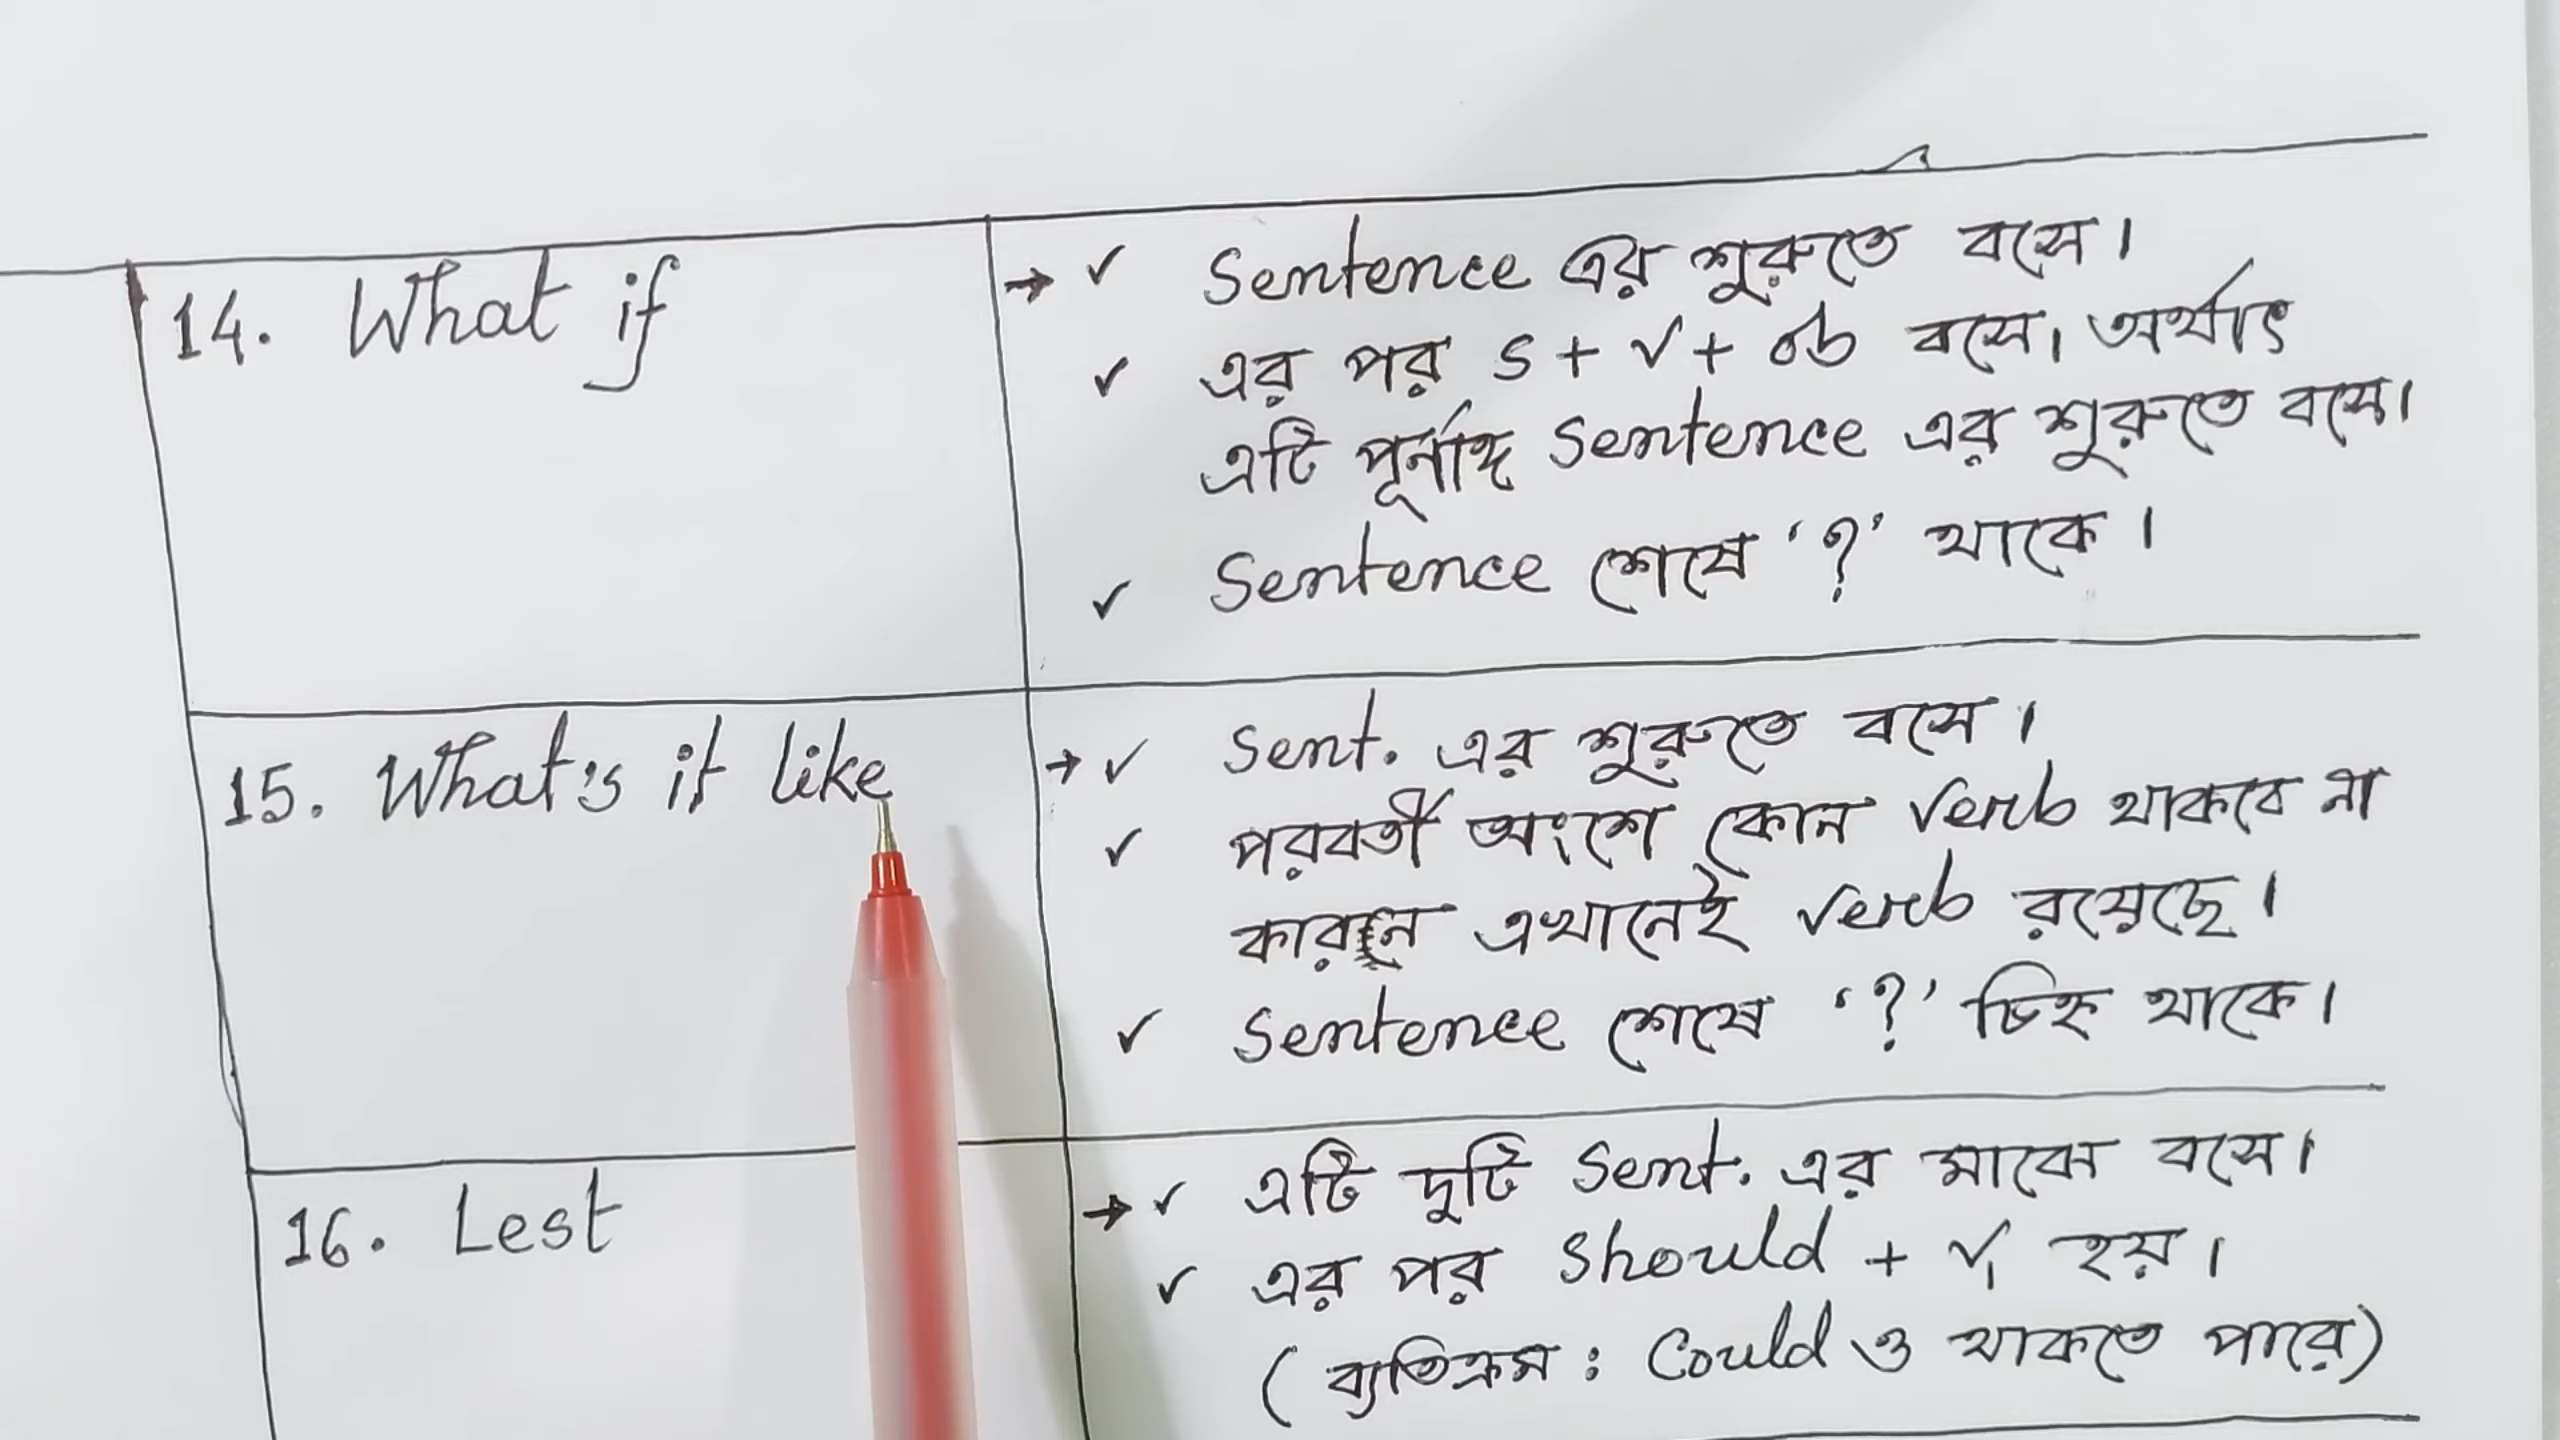 14. What if
→ ✓ Sentence এর শুরুতে বসে।
✓ এর পর S + V + ob বসে। অর্থাৎ
এটি পূর্নাঙ্গ Sentence এর শুরুতে বসে।
✓ Sentence শেষে '?' থাকে।
15. What's it like
→ ✓ Sent. এর শুরুতে বসে।
✓ পরবর্তী অংশে কোন Verb থাকবে না
কারনে এখানেই Verb রয়েছে।
✓ Sentence শেষে '?' চিহ্ন থাকে।
16. Lest
→ ✓ এটি দুটি Sent. এর মাঝে বসে।
✓ এর পর Should + V₁ হয়।
(ব্যতিক্রম : Could ও থাকতে পারে)